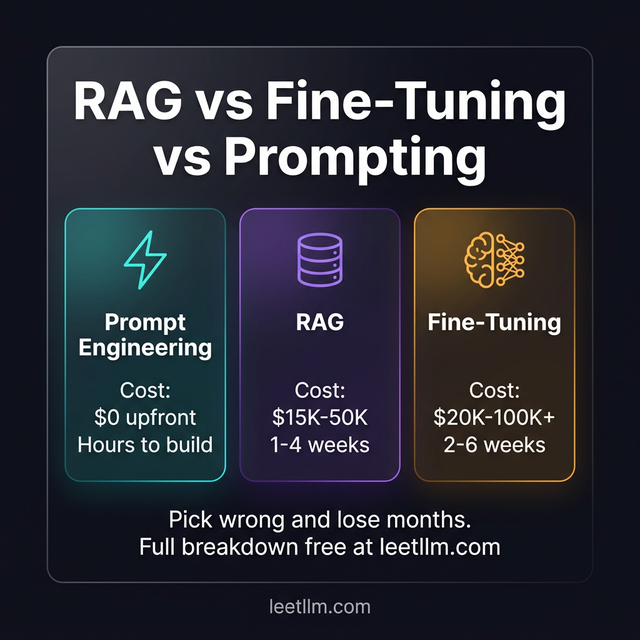 RAG vs Fine-Tuning
vs Prompting
Prompt
Engineering
Cost:
$0 upfront
Hours to build
RAG
Cost:
$15K-50K
1-4 weeks
Fine-Tuning
Cost:
$20K-100K+
2-6 weeks
Pick wrong and lose months.
Full breakdown free at leetllm.com
leetllm.com